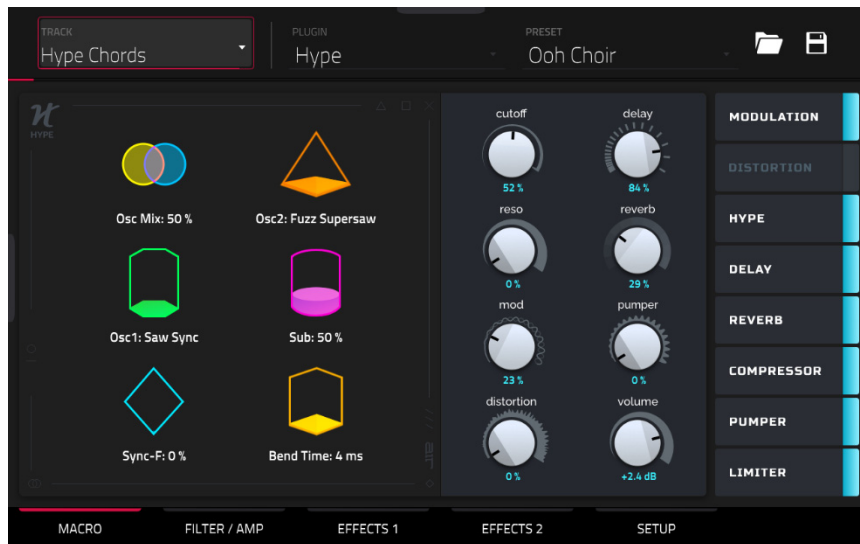 TRACK PLUGIN PRESET
Hype Chords Hype Ooh Choir
HYPE
Osc Mix: 50 % Osc2: Fuzz Supersaw
Osc1: Saw Sync Sub: 50 %
Sync-F: 0 % Bend Time: 4 ms
AIR
cutoff delay
52 % 84 %
reso reverb
0 % 29 %
mod pumper
23 % 0 %
distortion volume
0 % +2.4 dB
MODULATION
DISTORTION
HYPE
DELAY
REVERB
COMPRESSOR
PUMPER
LIMITER
MACRO FILTER / AMP EFFECTS 1 EFFECTS 2 SETUP